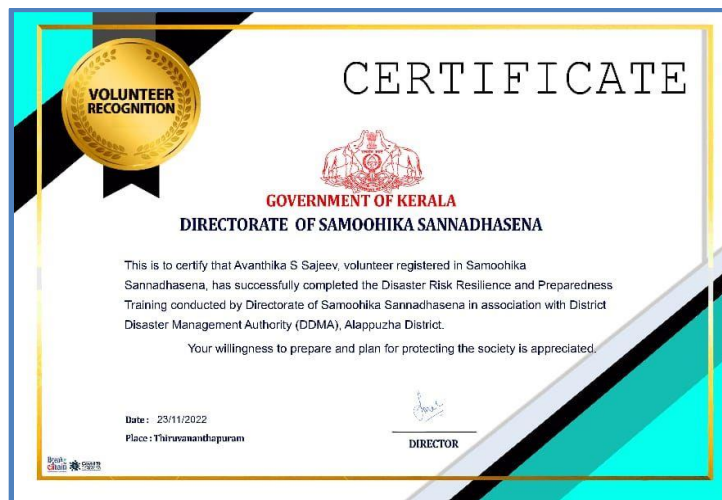 VOLUNTEER
RECOGNITION
CERTIFICATE
GOVERNMENT OF KERALA
DIRECTORATE OF SAMOOHIKA SANNADHASENA
This is to certify that Avanthika S Sajeev, volunteer registered in Samoohika
Sannadhasena, has successfully completed the Disaster Risk Resilience and Preparedness
Training conducted by Directorate of Samoohika Sannadhasena in association with District
Disaster Management Authority (DDMA), Alappuzha District.
Your willingness to prepare and plan for protecting the society is appreciated.
Date : 23/11/2022
Place : Thiruvananthapuram
DIRECTOR